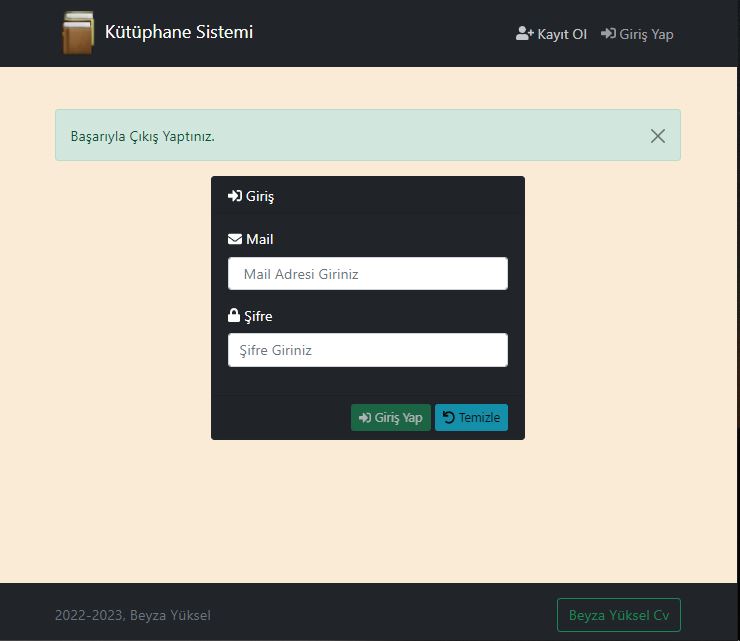 Kütüphane Sistemi
Kayıt Ol
Giriş Yap
Başarıyla Çıkış Yaptınız.
Giriş
Mail
Mail Adresi Giriniz
Şifre
Şifre Giriniz
Giriş Yap
Temizle
2022-2023, Beyza Yüksel
Beyza Yüksel Cv